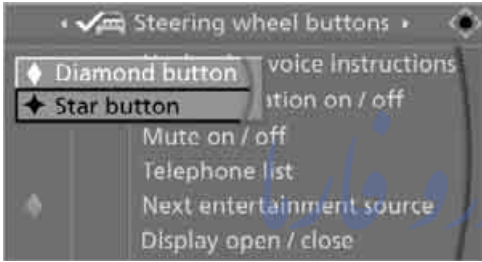 Steering wheel buttons
voice instructions
Diamond button
ation on / off
Star button
Mute on / off
Telephone list
Next entertainment source
Display open / close